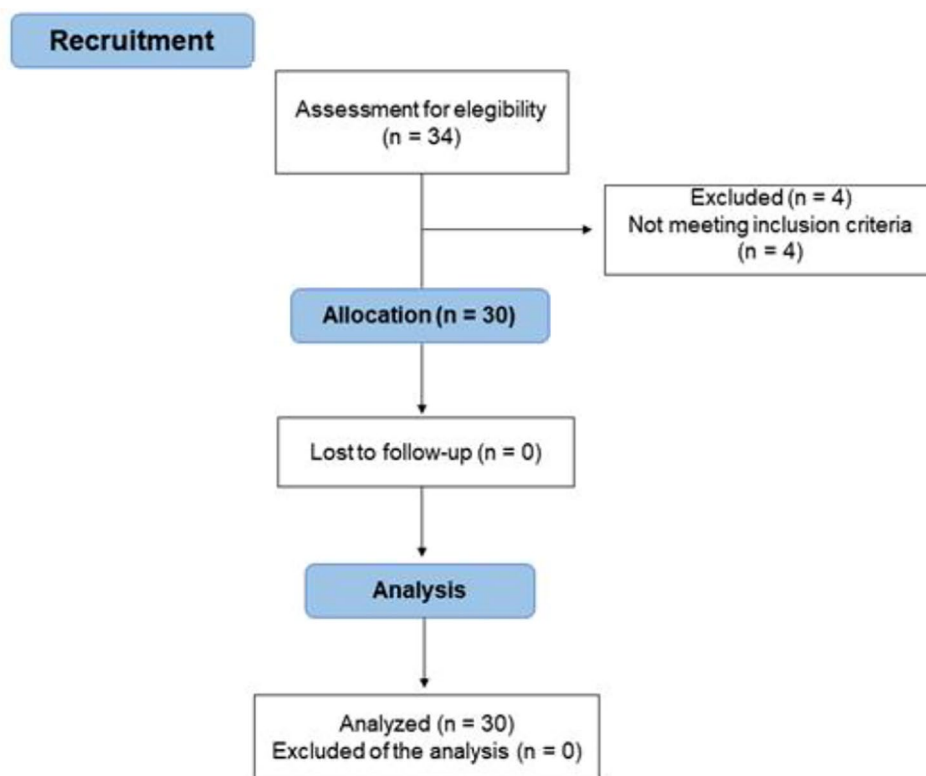 Recruitment
Assessment for elegibility
(n = 34)
Excluded (n = 4)
Not meeting inclusion criteria
(n = 4)
Allocation (n = 30)
Lost to follow-up (n = 0)
Analysis
Analyzed (n = 30)
Excluded of the analysis (n = 0)